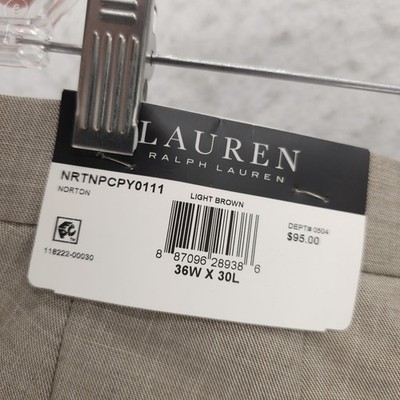 LAUREN
RALPH LAUREN
NRTNPCPY0111
NORTON
LIGHT BROWN
DEPT# 0504
$95.00
118222-00030
8 87096 28938 6
36W X 30L